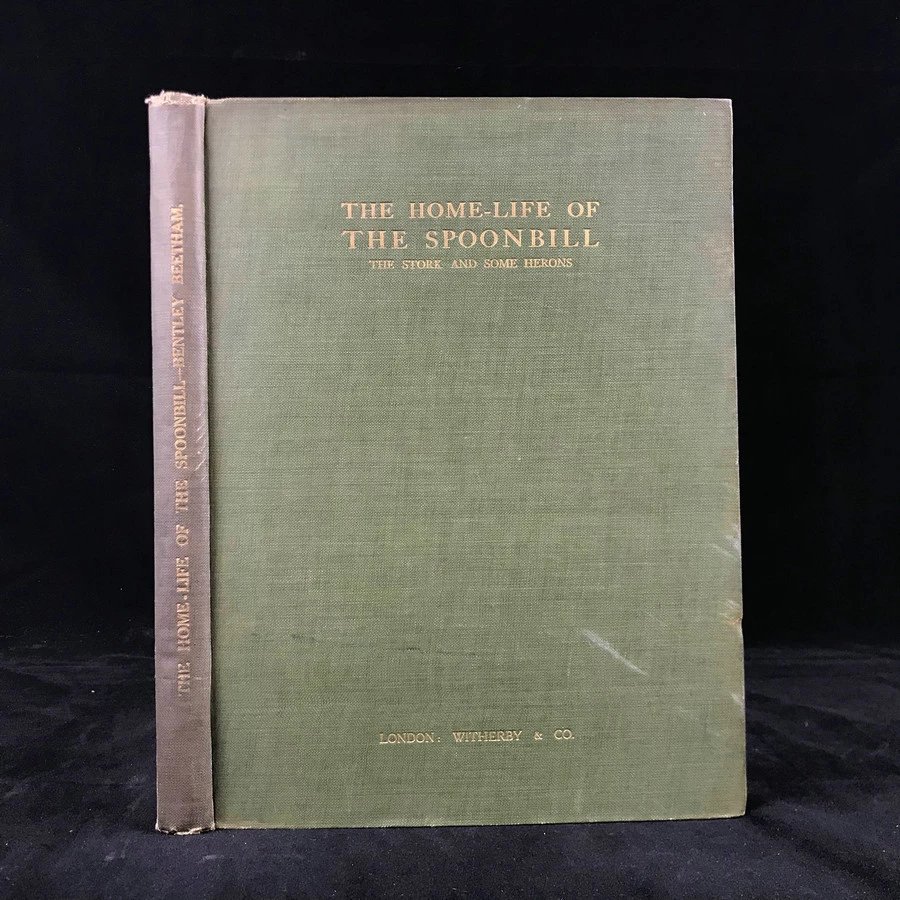 THE HOME-LIFE OF
THE SPOONBILL
THE STORK AND SOME HERONS
LONDON: WITHERBY & CO.
THE HOME-LIFE OF THE SPOONBILL—BENTLEY BEETHAM.